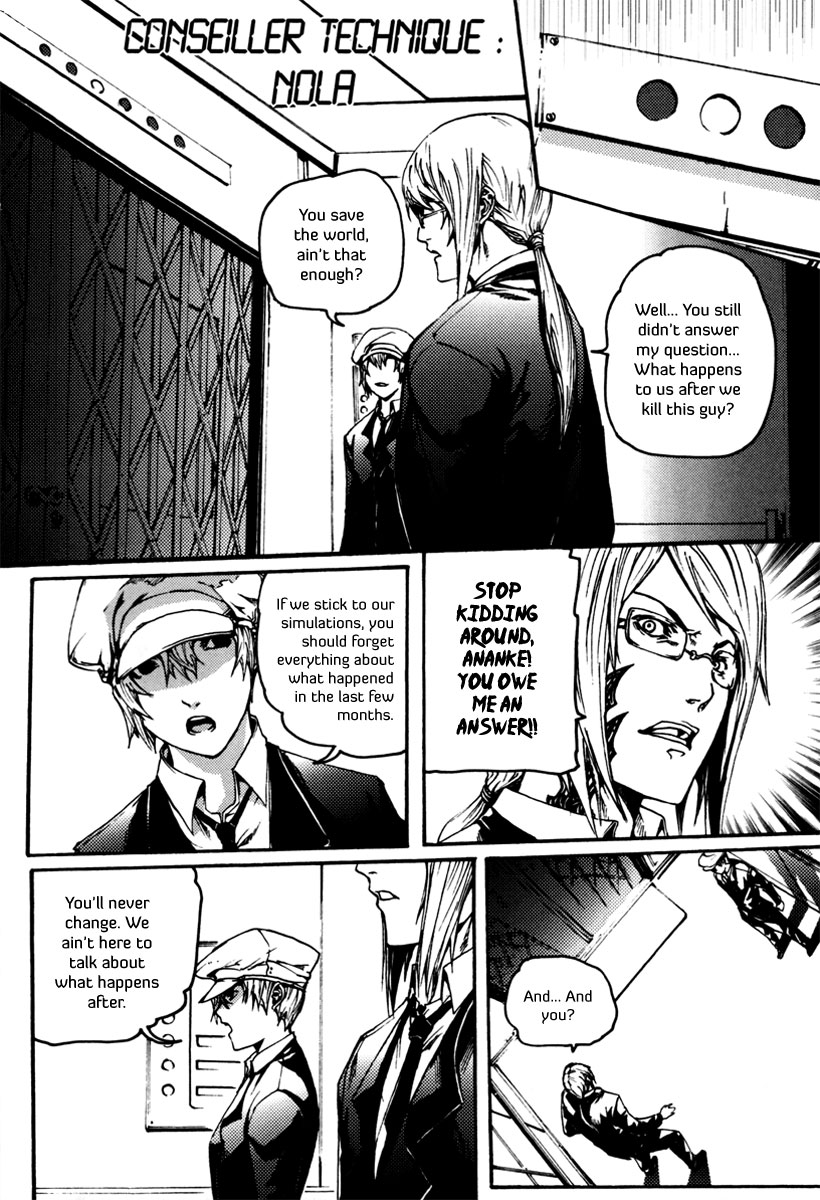 CONSEILLER TECHNIQUE :
NOLA
Well... You still
didn't answer
my question...
What happens
to us after we
kill this guy?
You save
the world,
ain't that
enough?
STOP
KIDDING
AROUND,
ANANKE!
YOU OWE
ME AN
ANSWER!!
If we stick to our
simulations, you
should forget
everything about
what happened
in the last few
months.
And... And
you?
You'll never
change. We
ain't here to
talk about
what happens
after.